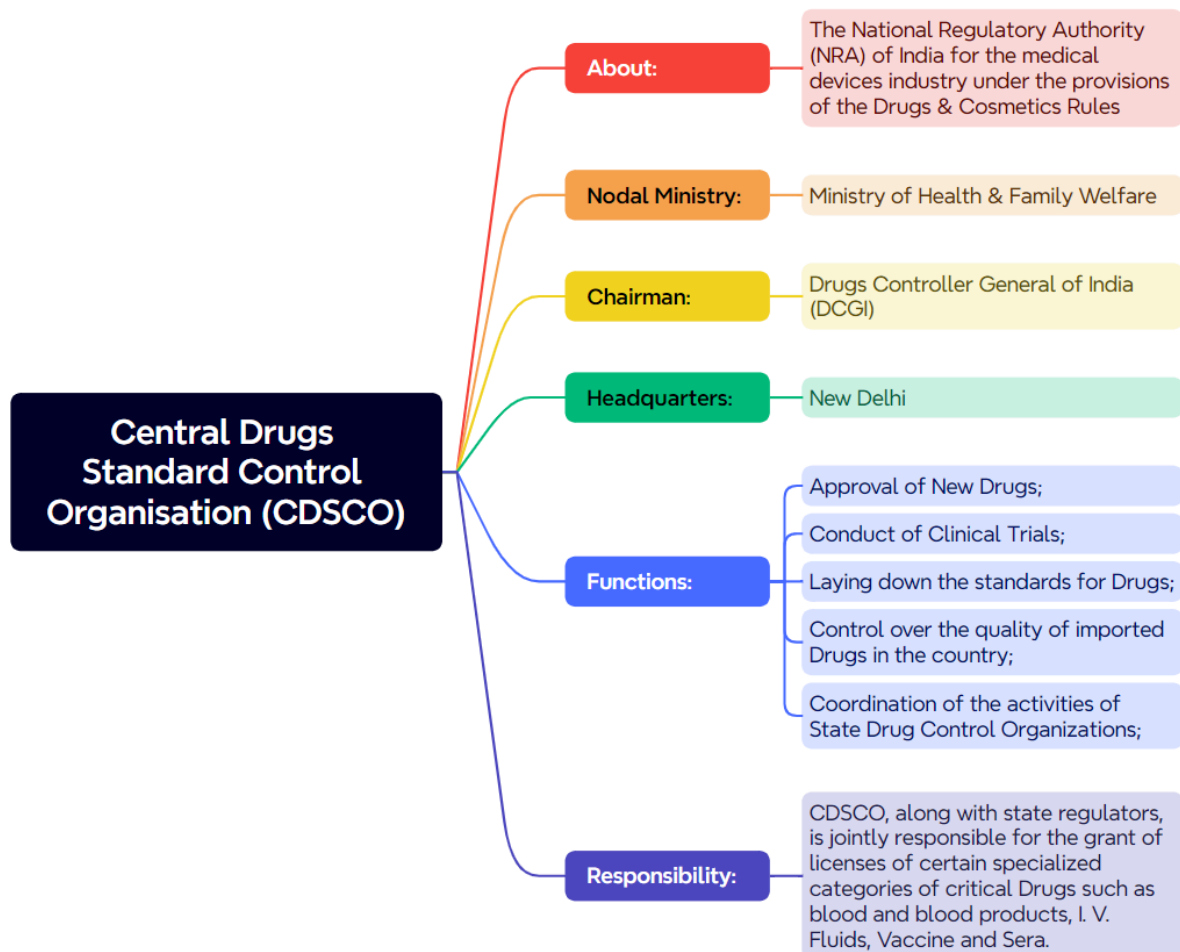 Central Drugs
Standard Control
Organisation (CDSCO)
About:
The National Regulatory Authority
(NRA) of India for the medical
devices industry under the provisions
of the Drugs & Cosmetics Rules
Nodal Ministry:
Ministry of Health & Family Welfare
Chairman:
Drugs Controller General of India
(DCGI)
Headquarters:
New Delhi
Functions:
Approval of New Drugs;
Conduct of Clinical Trials;
Laying down the standards for Drugs;
Control over the quality of imported
Drugs in the country;
Coordination of the activities of
State Drug Control Organizations;
Responsibility:
CDSCO, along with state regulators,
is jointly responsible for the grant of
licenses of certain specialized
categories of critical Drugs such as
blood and blood products, I. V.
Fluids, Vaccine and Sera.